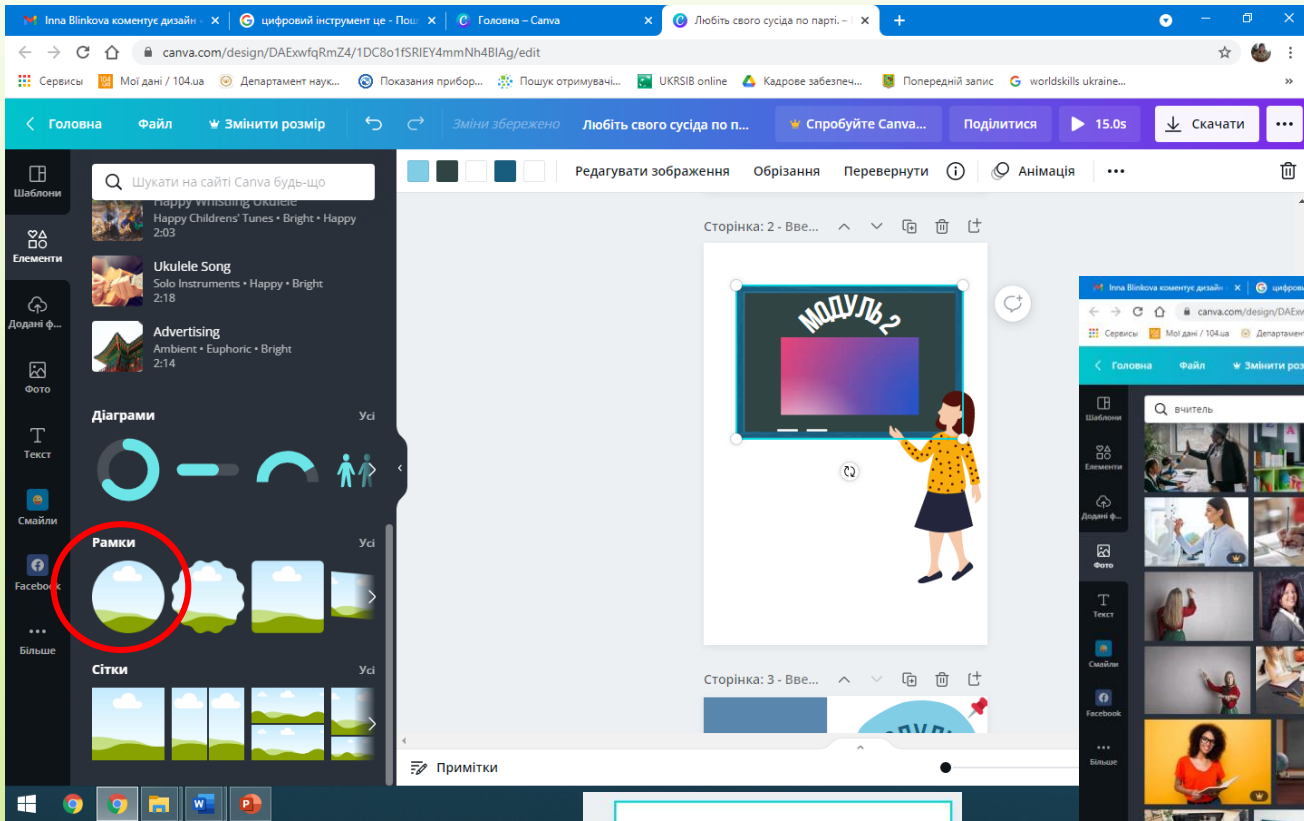 Inna Blinkova коментує дизайн
цифровий інструмент це - Пош
Головна – Canva
Любіть свого сусіда по парті. –
canva.com/design/DAExwfqRmZ4/1DC8o1fSRIEY4mmNh4BlAg/edit
Сервисы
Мої дані / 104.ua
Департамент наук...
Показания прибор...
Пошук отримувачі...
UKRSIB online
Кадрове забезпеч...
Попередній запис
worldskills ukraine...
»
Головна
Файл
Змінити розмір
Зміни збережено
Любіть свого сусіда по п...
Спробуйте Canva...
Поділитися
15.0s
Скачати
Шаблони
Елементи
Додані ф...
Фото
Текст
Смайли
Facebook
Більше
Шукати на сайті Canva будь-що
Happy Whistling Ukulele
Happy Childrens' Tunes • Bright • Happy
2:03
Ukulele Song
Solo Instruments • Happy • Bright
2:18
Advertising
Ambient • Euphoric • Bright
2:14
Діаграми
Усі
Рамки
Усі
Сітки
Усі
Редагувати зображення
Обрізання
Перевернути
Анімація
Сторінка: 2 - Вве...
МОДУЛЬ 2
Сторінка: 3 - Вве...
Примітки
Inna Blinkova коментує дизайн
цифров
canva.com/design/DAExw
Сервисы
Мої дані / 104.ua
Департамен
Головна
Файл
Змінити роз
Шаблони
Елементи
Додані ф...
Фото
Текст
Смайли
Facebook
Більше
вчитель